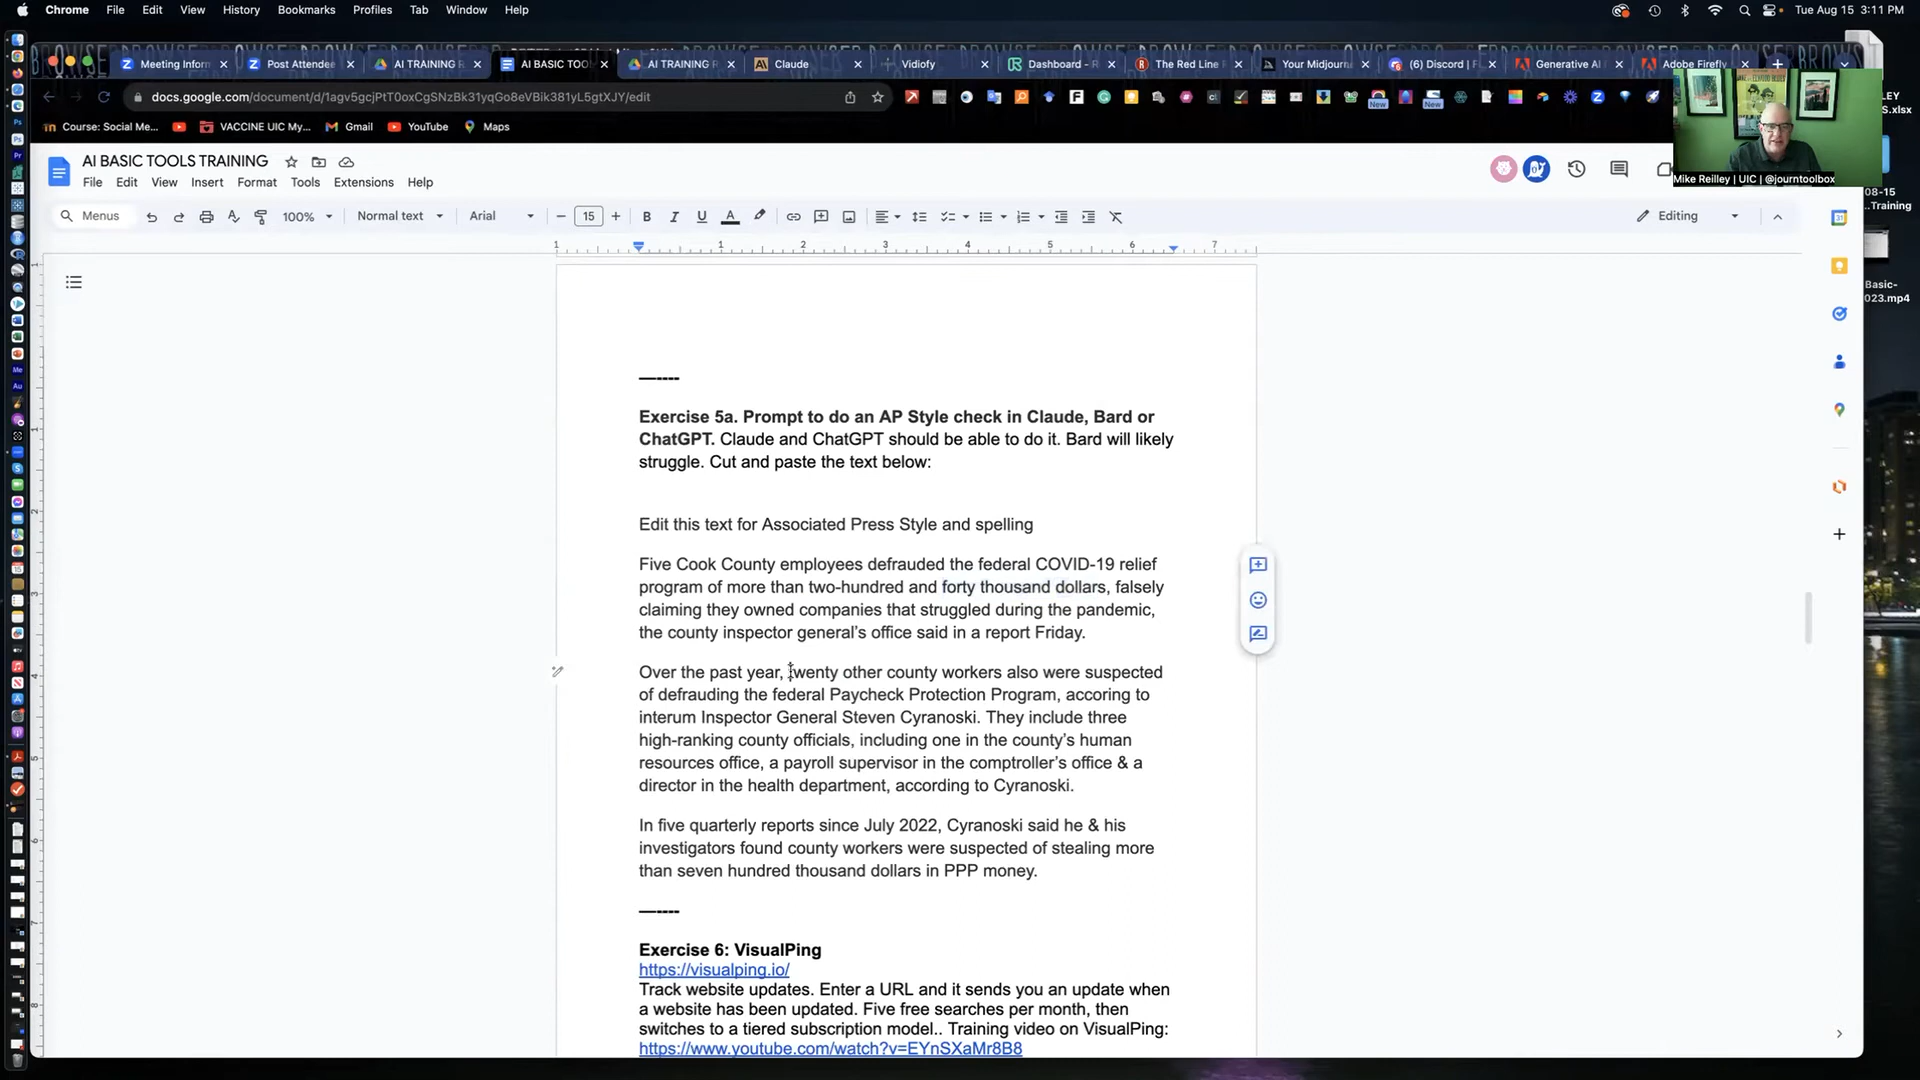 Chrome File Edit View History Bookmarks Profiles Tab Window Help
Tue Aug 15 3:11 PM
Meeting Inform
Post Attende
AI TRAINING R
AI BASIC TOO
AI TRAINING R
Claude
Vidiofy
Dashboard - R
The Red Line
Your Midjourn
(6) Discord |
Generative AI
Adobe Firefly
docs.google.com/document/d/1agv5gcjPtT0oxCgSNzBk31yqGo8eVBik381yL5gtXJY/edit
New
New
Course: Social Me...
VACCINE UIC My...
Gmail
YouTube
Maps
Mike Reilley | UIC | @journtoolbox
AI BASIC TOOLS TRAINING
File Edit View Insert Format Tools Extensions Help
Menus
100%
Normal text
Arial
15
Editing
1 1 2 3 4 5 6 7
—----
Exercise 5a. Prompt to do an AP Style check in Claude, Bard or
ChatGPT. Claude and ChatGPT should be able to do it. Bard will likely
struggle. Cut and paste the text below:
Edit this text for Associated Press Style and spelling
Five Cook County employees defrauded the federal COVID-19 relief
program of more than two-hundred and forty thousand dollars, falsely
claiming they owned companies that struggled during the pandemic,
the county inspector general's office said in a report Friday.
Over the past year, twenty other county workers also were suspected
of defrauding the federal Paycheck Protection Program, accoring to
interum Inspector General Steven Cyranoski. They include three
high-ranking county officials, including one in the county's human
resources office, a payroll supervisor in the comptroller's office & a
director in the health department, according to Cyranoski.
In five quarterly reports since July 2022, Cyranoski said he & his
investigators found county workers were suspected of stealing more
than seven hundred thousand dollars in PPP money.
—----
Exercise 6: VisualPing
https://visualping.io/
Track website updates. Enter a URL and it sends you an update when
a website has been updated. Five free searches per month, then
switches to a tiered subscription model.. Training video on VisualPing:
https://www.youtube.com/watch?v=EYnSXaMr8B8